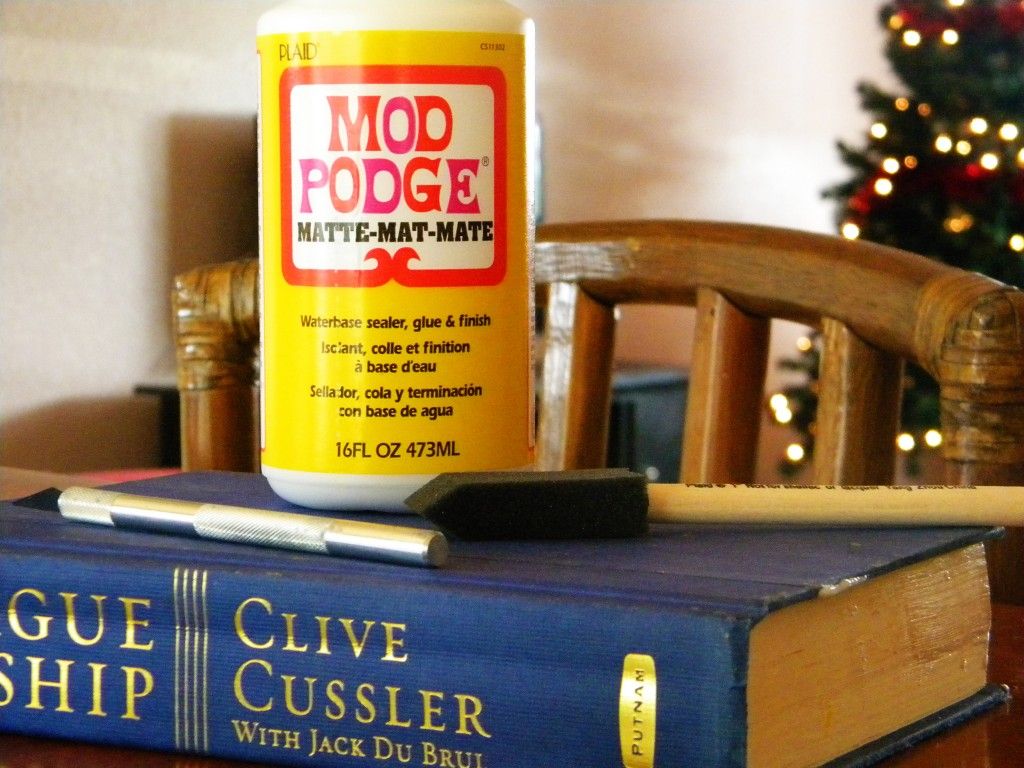 PLAID
CS11302
MOD
PODGE®
MATTE-MAT-MATE
Waterbase sealer, glue & finish
Isolant, colle et finition
à base d'eau
Sellador, cola y terminación
con base de agua
16FL OZ 473ML
GUE
SHIP
CLIVE
CUSSLER
WITH JACK DU BRUL
PUTNAM